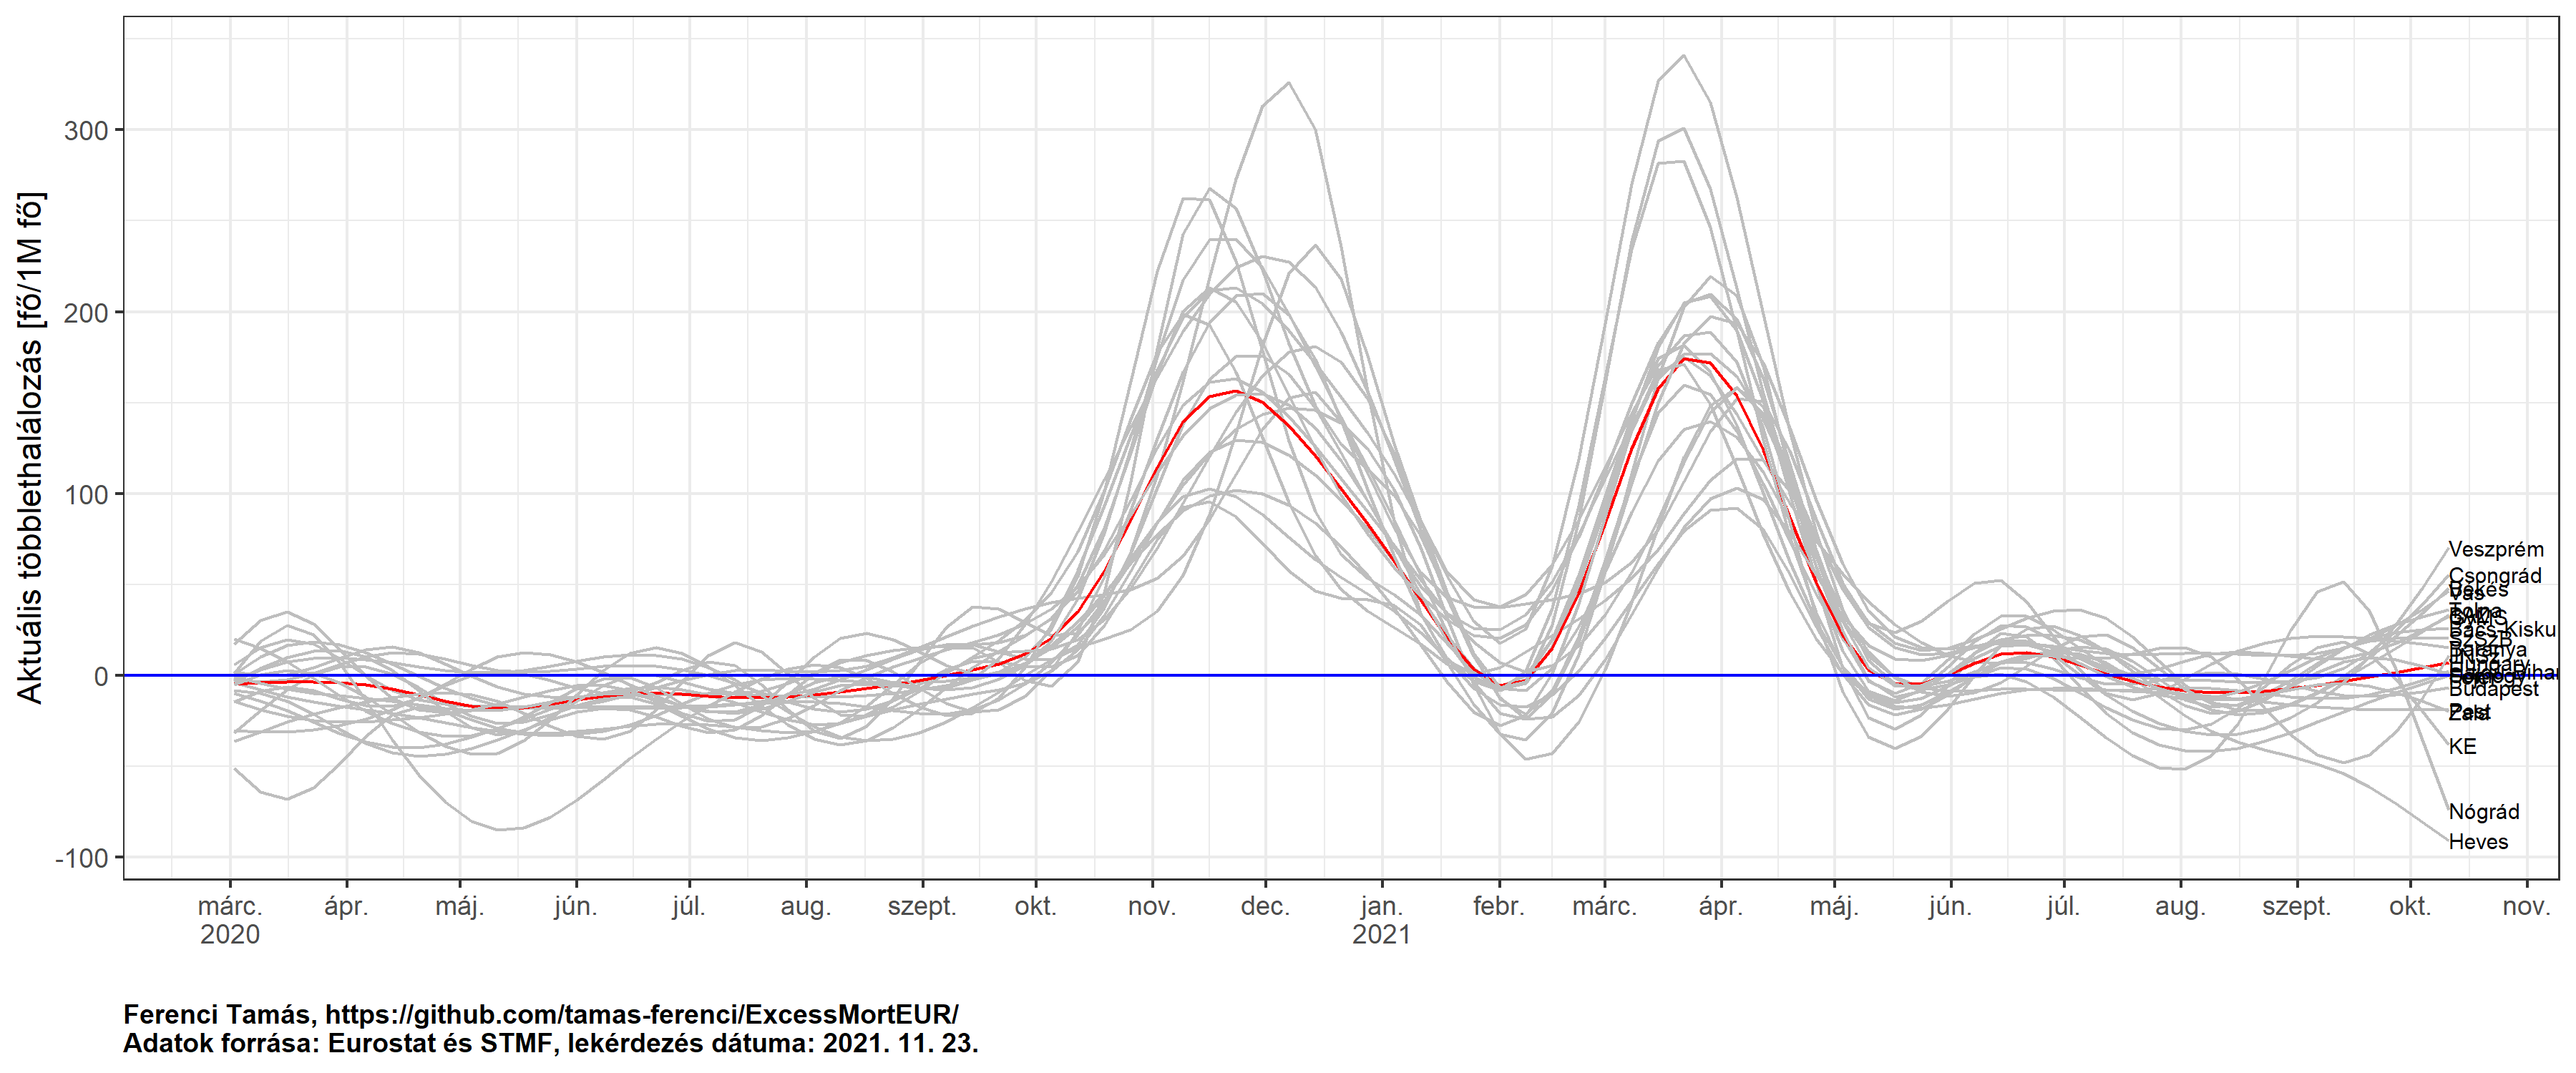 Aktuális többlethalálozás [fő/1M fő]
300
200
100
0
-100
Veszprém
Csongrád
Békés
Vas
Tolna
Budapest
Pest
Zala
KE
Nógrád
Heves
márc. ápr. máj. jún. júl. aug. szept. okt. nov. dec. jan. febr. márc. ápr. máj. jún. júl. aug. szept. okt. nov.
2020 2021
Ferenci Tamás, https://github.com/tamas-ferenci/ExcessMortEUR/
Adatok forrása: Eurostat és STMF, lekérdezés dátuma: 2021. 11. 23.